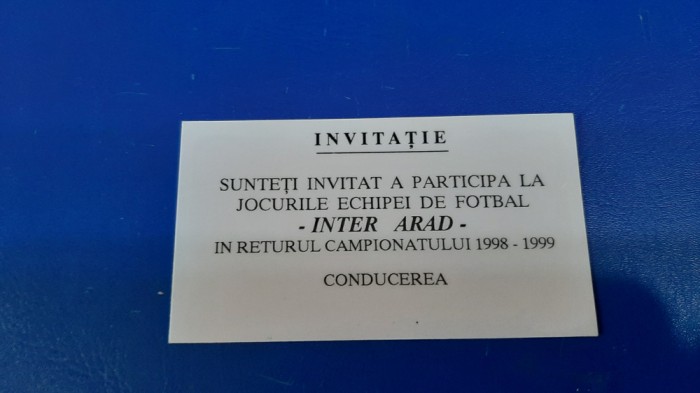 INVITAȚIE
SUNTEȚI INVITAT A PARTICIPA LA
JOCURILE ECHIPEI DE FOTBAL
- INTER ARAD -
IN RETURUL CAMPIONATULUI 1998 - 1999
CONDUCEREA